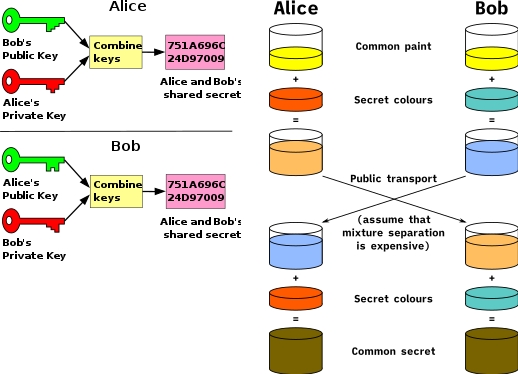 Alice
Bob's
Public Key
Combine
keys
751A696C
24D97009
Alice and Bob's
shared secret
Alice's
Private Key
Bob
Alice's
Public Key
Combine
keys
751A696C
24D97009
Alice and Bob's
shared secret
Bob's
Private Key
Alice
Bob
Common paint
+
+
Secret colours
=
=
Public transport
(assume that
mixture separation
is expensive)
+
+
Secret colours
=
=
Common secret